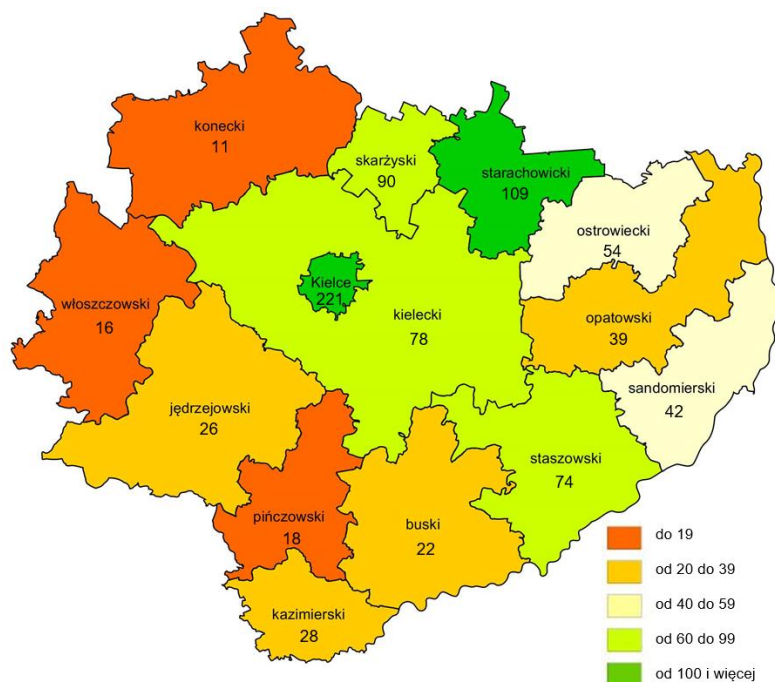 konecki
11
skarżyski
90
starachowicki
109
ostrowiecki
54
Kielce
221
kielecki
78
włoszczowski
16
opatowski
39
sandomierski
42
jędrzejowski
26
staszowski
74
pińczowski
18
buski
22
kazimierski
28
do 19
od 20 do 39
od 40 do 59
od 60 do 99
od 100 i więcej